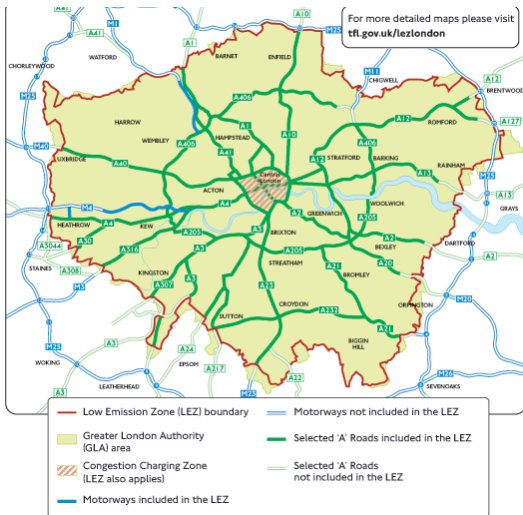 For more detailed maps please visit
tfl.gov.uk/lezlondon
A41
M1
A10
A41
A1
M25
WATFORD
BARNET
ENFIELD
CHORLEYWOOD
M11
CHIGWELL
A12
BRENTWOOD
M25
A406
HARROW
A12
ROMFORD
A127
WEMBLEY
HAMPSTEAD
A1
A10
A406
M40
A406
A41
A12
STRATFORD
BARKING
UXBRIDGE
A40
RAINHAM
A13
M25
ACTON
Central
London
WOOLWICH
A13
M4
A4
A2
GREENWICH
A205
GRAYS
HEATHROW
A4
KEW
A205
A3
BRIXTON
A2
A30
A316
A3
A205
BEXLEY
DARTFORD
A3044
STREATHAM
A21
A20
A2
STAINES
A308
KINGSTON
BROMLEY
M3
A307
A3
A23
CROYDON
ORPINGTON
M20
SUTTON
A232
A21
M25
A3
A24
BIGGIN
HILL
WOKING
EPSOM
A217
M26
A3
LEATHERHEAD
M25
A22
SEVENOAKS
Low Emission Zone (LEZ) boundary
Greater London Authority
(GLA) area
Congestion Charging Zone
(LEZ also applies)
Motorways included in the LEZ
Motorways not included in the LEZ
Selected 'A' Roads included in the LEZ
Selected 'A' Roads
not included in the LEZ